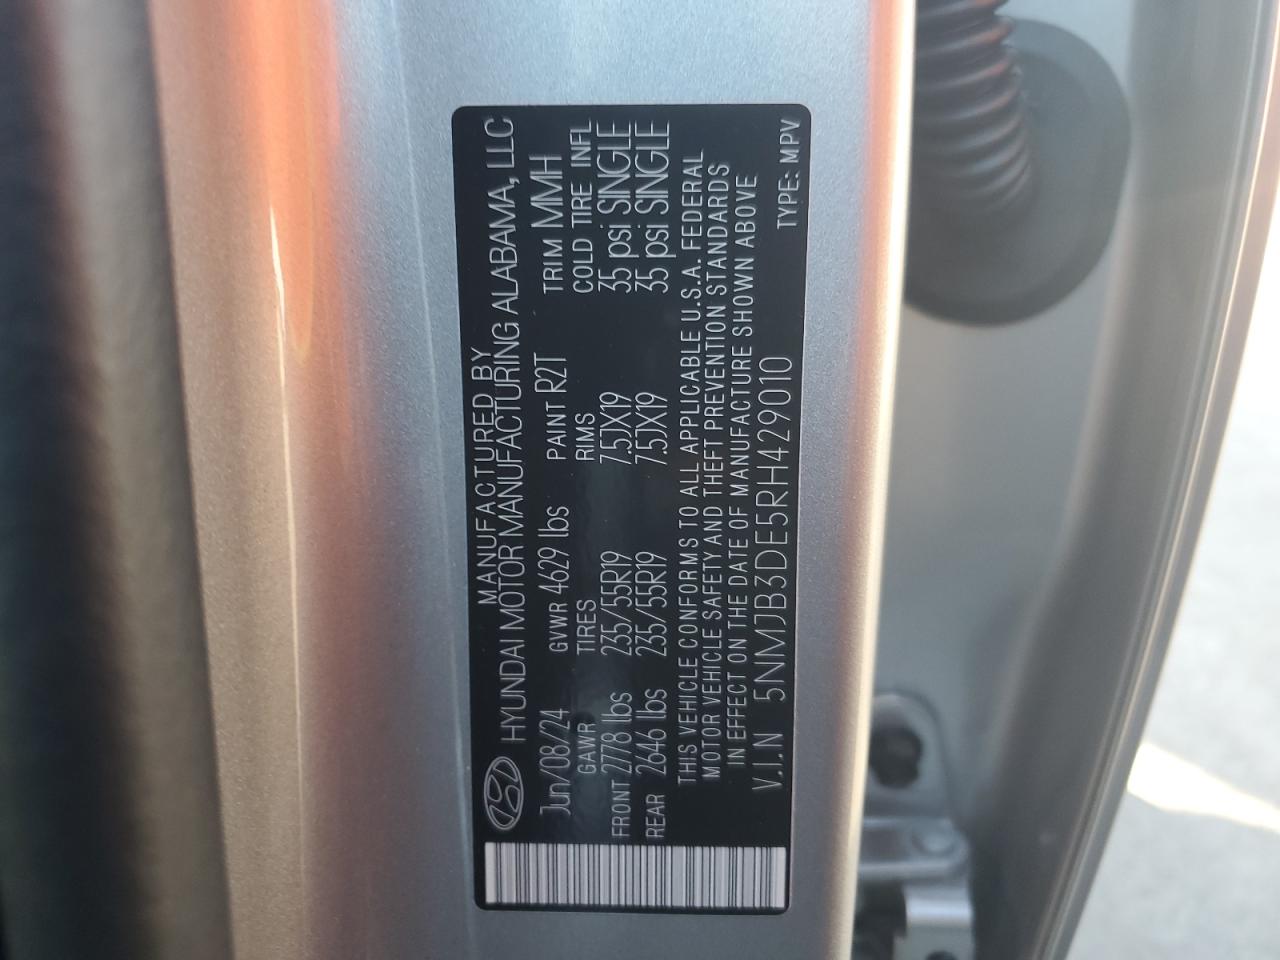 MANUFACTURED BY
HYUNDAI MOTOR MANUFACTURING ALABAMA, LLC
Jun/08/24 GVWR 4629 lbs PAINT R2T TRIM MMH
GAWR TIRES RIMS COLD TIRE INFL
FRONT 2778 lbs 235/55R19 7.5JX19 35 psi SINGLE
REAR 2646 lbs 235/55R19 7.5JX19 35 psi SINGLE
THIS VEHICLE CONFORMS TO ALL APPLICABLE U.S.A. FEDERAL
MOTOR VEHICLE SAFETY AND THEFT PREVENTION STANDARDS
IN EFFECT ON THE DATE OF MANUFACTURE SHOWN ABOVE
V.I.N 5NMJB3DE5RH429010 TYPE: MPV